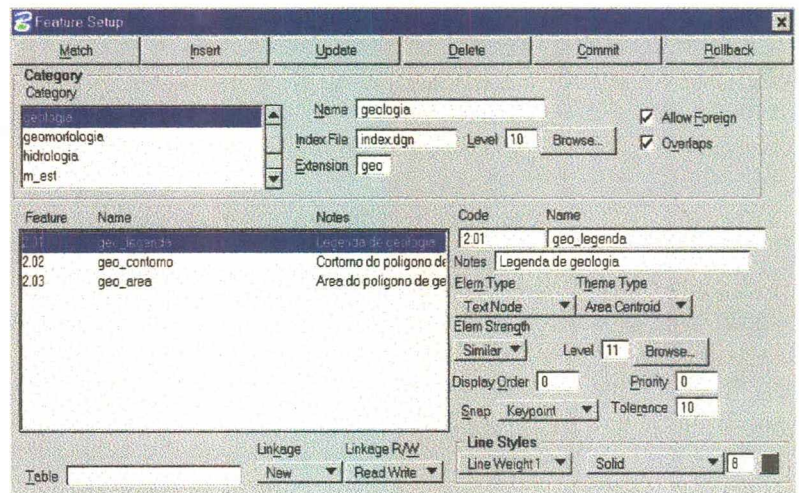 Feature Setup
Match Insert Update Delete Commit Rollback
Category
Category
geologia
geomorfologia
hidrologia
m_est
Name geologia
Index File index.dgn Level 10 Browse...
Extension geo
Allow Foreign
Overlaps
Feature Name Notes
2.01 geo_legenda Legenda de geologia
2.02 geo_contorno Cortorno do poligono de
2.03 geo_area Area do poligono de ge
Code Name
2.01 geo_legenda
Notes Legenda de geologia
Elem Type Theme Type
Text Node Area Centroid
Elem Strength
Similar Level 11 Browse...
Display Order 0 Priority 0
Snap Keypoint Tolerance 10
Linkage Linkage R/W
Table New Read Write
Line Styles
Line Weight 1 Solid 8